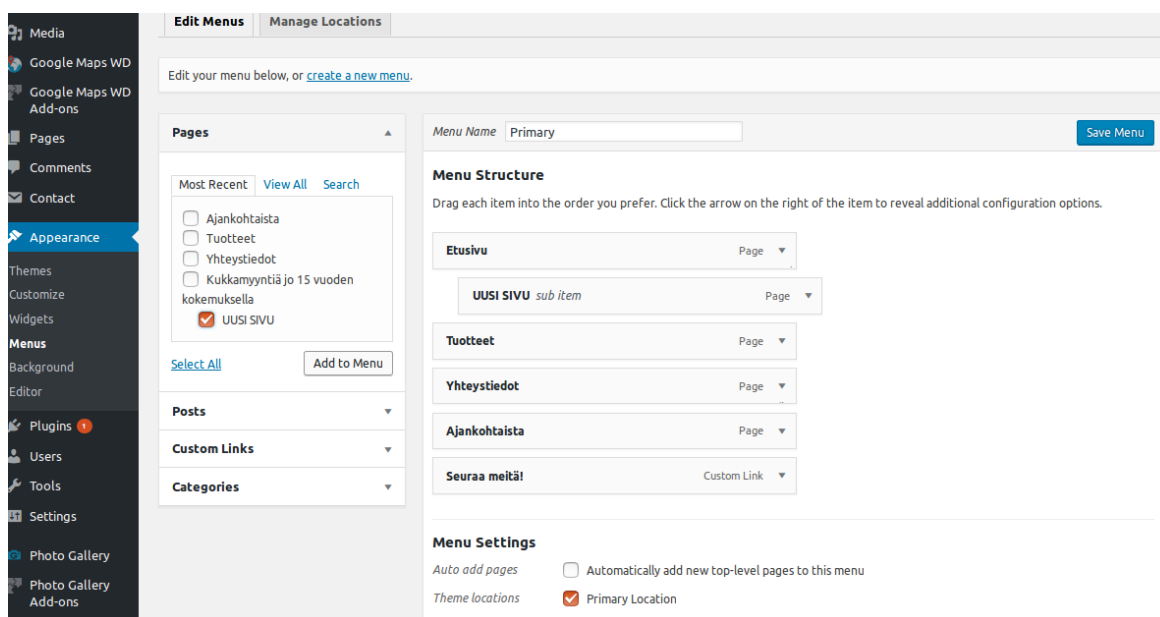 Media
Google Maps WD
Google Maps WD
Add-ons
Pages
Comments
Contact
Appearance
Themes
Customize
Widgets
Menus
Background
Editor
Plugins 1
Users
Tools
Settings
Photo Gallery
Photo Gallery
Add-ons
Edit Menus
Manage Locations
Edit your menu below, or create a new menu.
Pages
Most Recent View All Search
Ajankohtaista
Tuotteet
Yhteystiedot
Kukkamyyntiä jo 15 vuoden
kokemuksella
UUSI SIVU
Select All
Add to Menu
Posts
Custom Links
Categories
Menu Name Primary
Save Menu
Menu Structure
Drag each item into the order you prefer. Click the arrow on the right of the item to reveal additional configuration options.
Etusivu Page
UUSI SIVU sub item Page
Tuotteet Page
Yhteystiedot Page
Ajankohtaista Page
Seuraa meitä! Custom Link
Menu Settings
Auto add pages Automatically add new top-level pages to this menu
Theme locations Primary Location